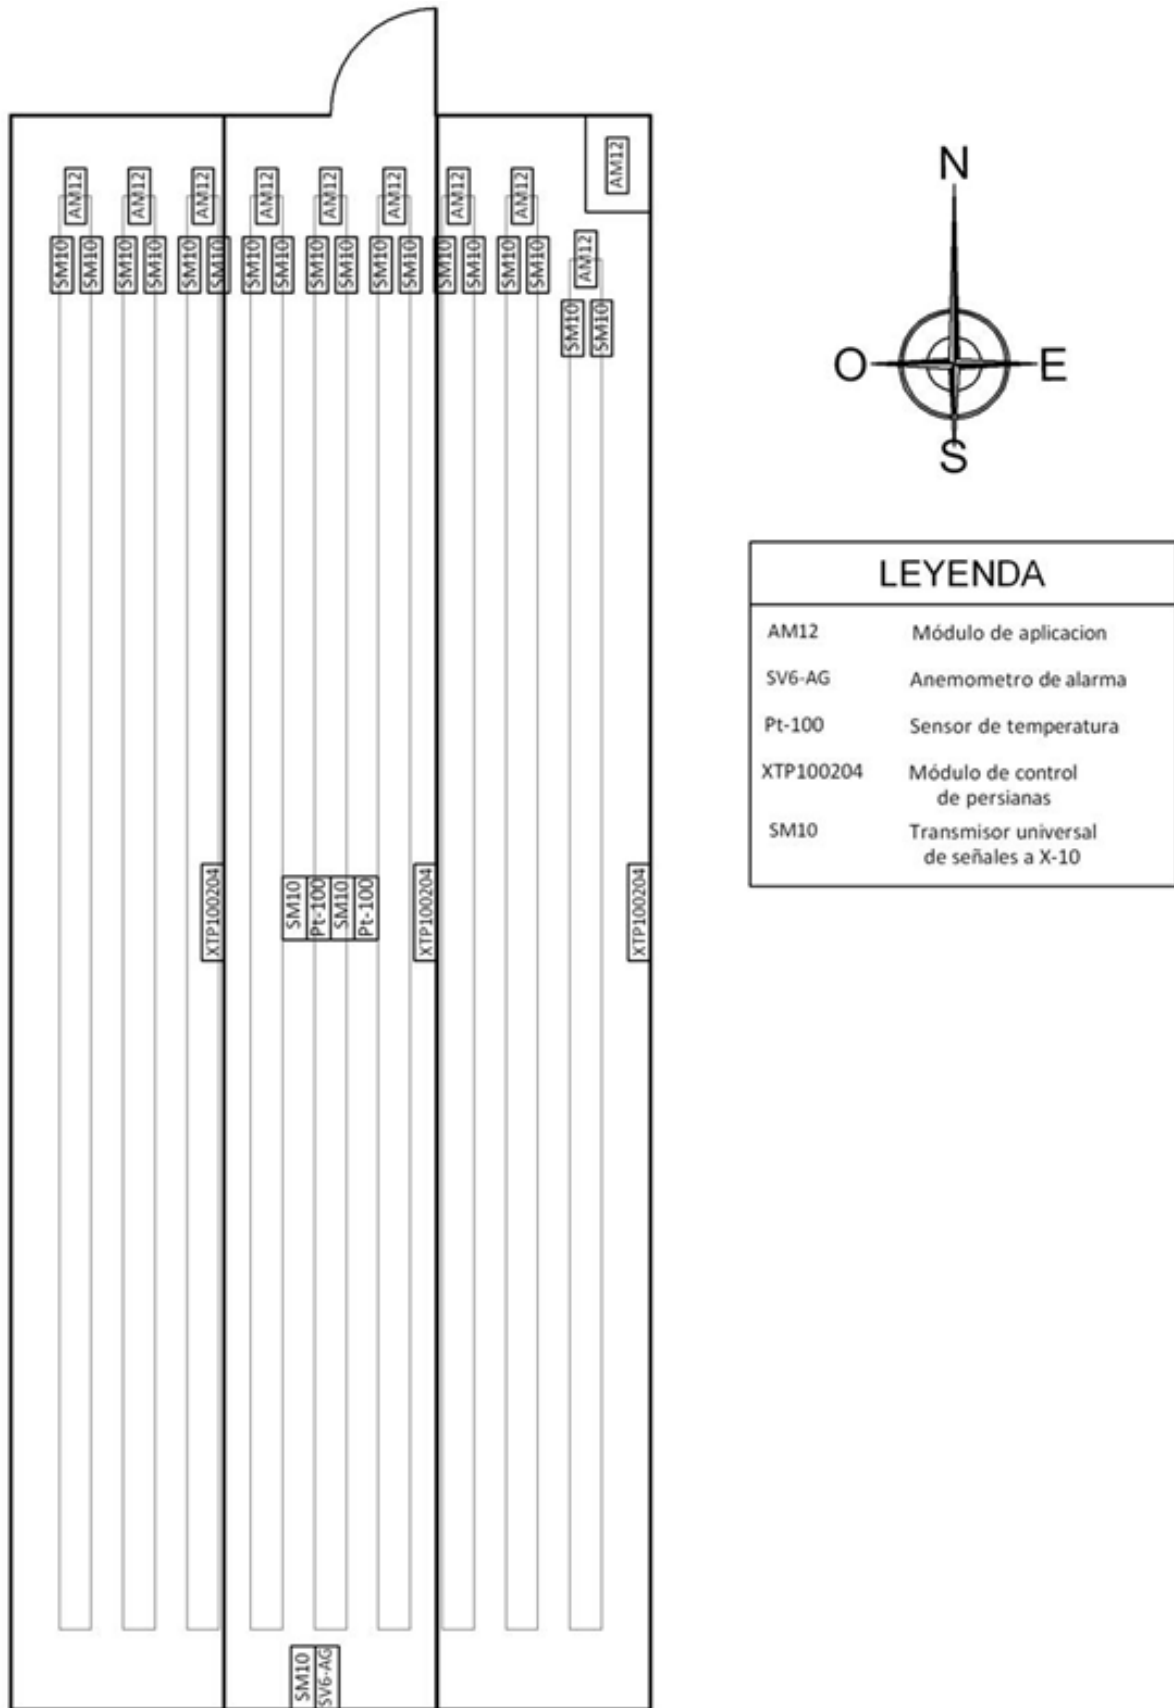 AM12
AM12 AM12 AM12 AM12 AM12 AM12 AM12 AM12
SM10 SM10 SM10 SM10 SM10 SM10 SM10 SM10 SM10 SM10 SM10 SM10 SM10 SM10 SM10 SM10
AM12
SM10 SM10
N
O E
S
LEYENDA
AM12 Módulo de aplicacion
SV6-AG Anemometro de alarma
Pt-100 Sensor de temperatura
XTP100204 Módulo de control
de persianas
SM10 Transmisor universal
de señales a X-10
XTP100204 SM10 Pt-100 SM10 Pt-100 XTP100204 XTP100204
SM10 SV6-AG